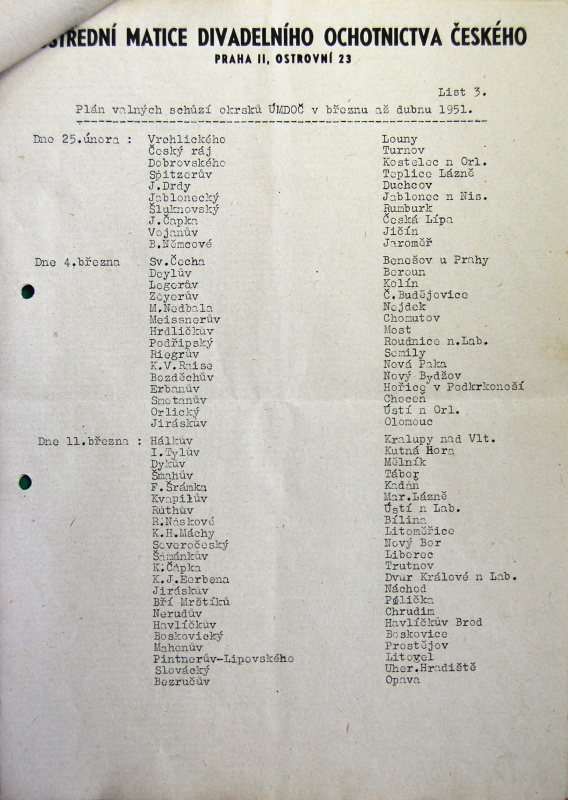 STŘEDNÍ MATICE DIVADELNÍHO OCHOTNICTVA ČESKÉHO
PRAHA II, OSTROVNÍ 23
List 3.
Plán valných schůzí okrsků ÚMDOČ v březnu až dubnu 1951.
Dne 25.února : Vrchlického Louny
Český ráj Turnov
Dobrovského Kostelec n Orl.
Spitzerův Teplice Lázně
J.Drdy Duchcov
Jablonecký Jablonec n Nis.
Šluknovský Rumburk
J.Čapka Česká Lípa
Vojanův Jičín
B.Němcové Jaroměř
Dne 4.března Sv.Čecha Benešov u Prahy
Deylův Beroun
Legerův Kolín
Zeyerův Č.Budějovice
M.Nedbala Nejdek
Meissnerův Chomutov
Hrdličkův Most
Podřipský Roudnice n.Lab.
Riegrův Semily
K.V.Raise Nová Paka
Bozděchův Nový Bydžov
Erbanův Hořice v Podkrkonoší
Smetanův Choceň
Orlický Ústí n Orl.
Jiráskův Olomouc
Dne 11.března : Hálkův Kralupy nad Vlt.
I.Tylův Kutná Hora
Dykův Mělník
Šmahův Tábor
F.Šrámka Kadaň
Kvapilův Mar.Lázně
Růthův Ústí n Lab.
R.Naskové Bílina
K.H.Máchy Litoměřice
Severočeský Nový Bor
Šamánkův Liberec
K.Čapka Trutnov
K.J.Eerbena Dvur Králové n Lab.
Jiráskův Náchod
Bří Mrštíků Polička
Nerudův Chrudim
Havlíčkův Havlíčkův Brod
Boskovický Boskovice
Mahenův Prostějov
Pintnerův-Lipovského Litovel
Slovácký Uher.Hradiště
Bezručův Opava